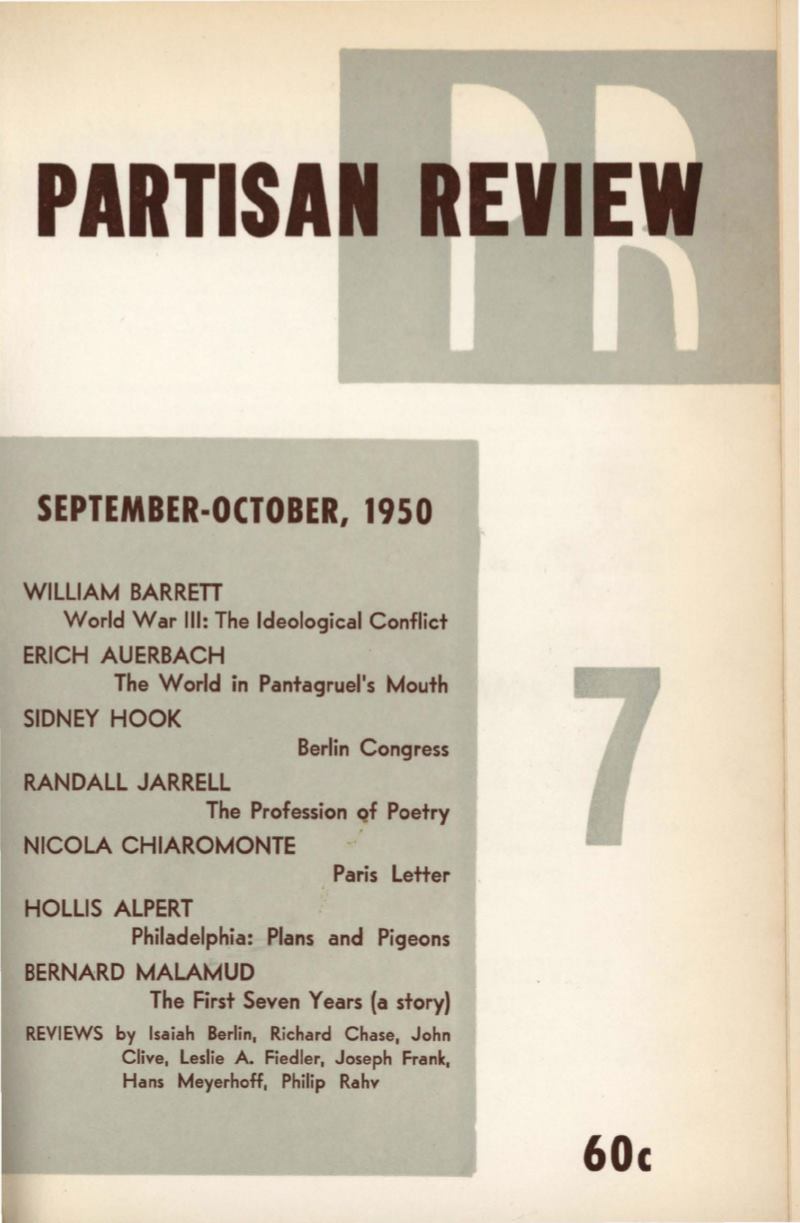 PR
PARTISAN REVIEW
SEPTEMBER-OCTOBER, 1950
WILLIAM BARRETT
World War III: The Ideological Conflict
ERICH AUERBACH
The World in Pantagruel's Mouth
SIDNEY HOOK
Berlin Congress
RANDALL JARRELL
The Profession of Poetry
NICOLA CHIAROMONTE
Paris Letter
HOLLIS ALPERT
Philadelphia: Plans and Pigeons
BERNARD MALAMUD
The First Seven Years (a story)
REVIEWS by Isaiah Berlin, Richard Chase, John
Clive, Leslie A. Fiedler, Joseph Frank,
Hans Meyerhoff, Philip Rahv
7
60c